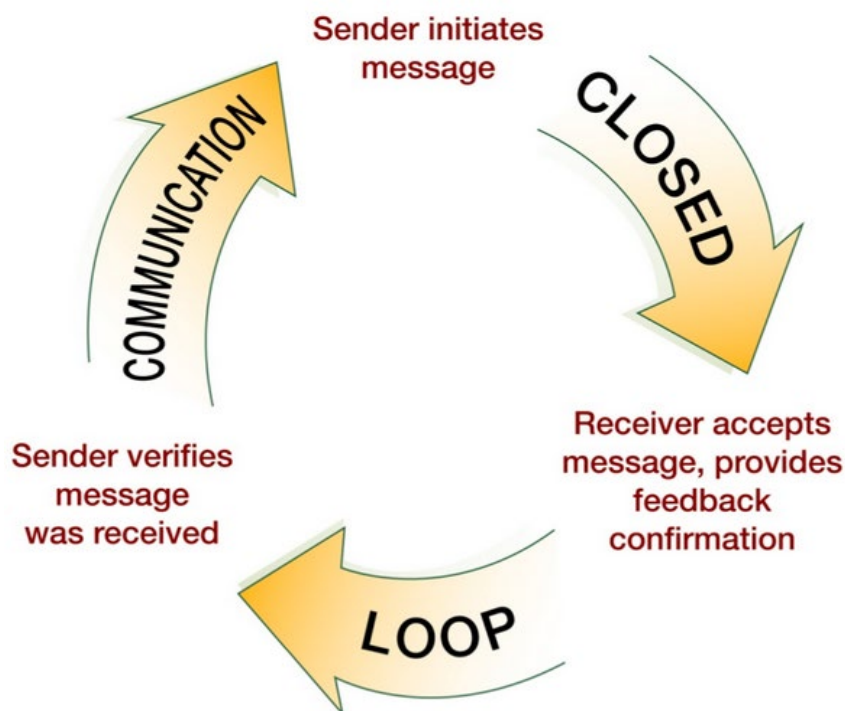 Sender initiates
message
CLOSED
Receiver accepts
message, provides
feedback
confirmation
LOOP
Sender verifies
message
was received
COMMUNICATION